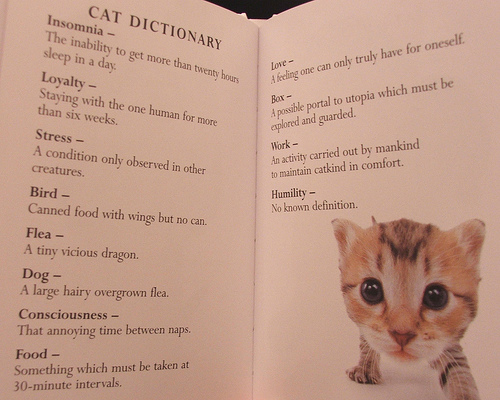 CAT DICTIONARY
Insomnia –
The inability to get more than twenty hours
sleep in a day.
Loyalty –
Staying with the one human for more
than six weeks.
Stress –
A condition only observed in other
creatures.
Bird –
Canned food with wings but no can.
Flea –
A tiny vicious dragon.
Dog –
A large hairy overgrown flea.
Consciousness –
That annoying time between naps.
Food –
Something which must be taken at
30-minute intervals.
Love –
A feeling one can only truly have for oneself.
Box –
A possible portal to utopia which must be
explored and guarded.
Work –
An activity carried out by mankind
to maintain catkind in comfort.
Humility –
No known definition.